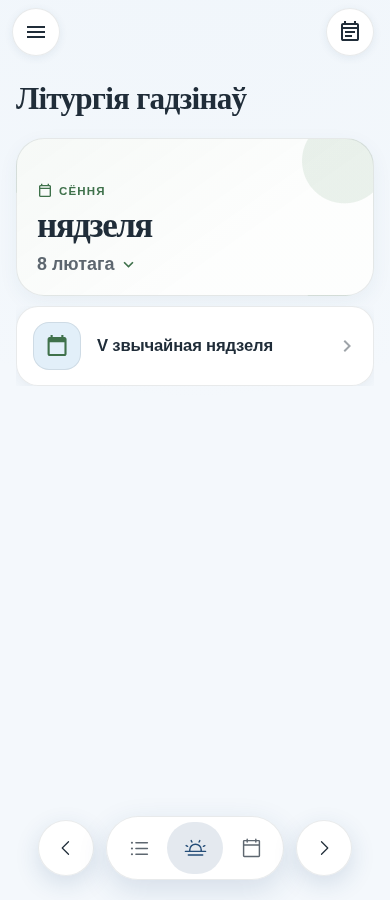 Літургія гадзінаў
СЁННЯ
нядзеля
8 лютага
V звычайная нядзеля